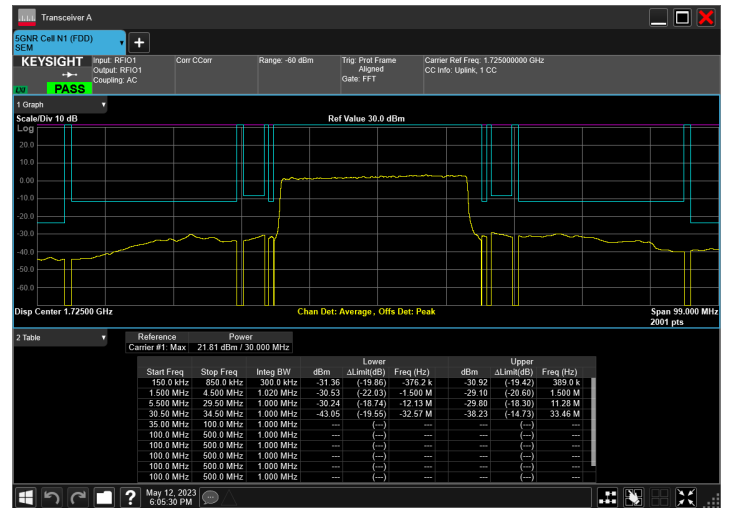 Transceiver A
5GNR Cell N1 (FDD)
SEM
KEYSIGHT
LXI
PASS
Input: RFIO1
Output: RFIO1
Coupling: AC
Corr CCorr
Range: -60 dBm
Trig: Prot Frame
Aligned
Gate: FFT
Carrier Ref Freq: 1.725000000 GHz
CC Info: Uplink, 1 CC
1 Graph
Scale/Div 10 dB
Ref Value 30.0 dBm
Log
20.0
10.0
0.00
-10.0
-20.0
-30.0
-40.0
-50.0
-60.0
Disp Center 1.72500 GHz
Chan Det: Average , Offs Det: Peak
Span 99.000 MHz
2001 pts
2 Table
Reference Power
Carrier #1: Max 21.81 dBm / 30.000 MHz
Lower Upper
Start Freq Stop Freq Integ BW dBm ΔLimit(dB) Freq (Hz) dBm ΔLimit(dB) Freq (Hz)
150.0 kHz 850.0 kHz 300.0 kHz -31.36 (-19.86) -376.2 k -30.92 (-19.42) 389.0 k
1.500 MHz 4.500 MHz 1.020 MHz -30.53 (-22.03) -1.500 M -29.10 (-20.60) 1.500 M
5.500 MHz 29.50 MHz 1.000 MHz -30.24 (-18.74) -12.13 M -29.80 (-18.30) 11.28 M
30.50 MHz 34.50 MHz 1.000 MHz -43.05 (-19.55) -32.57 M -38.23 (-14.73) 33.46 M
35.00 MHz 100.0 MHz 1.000 MHz --- (---) --- --- (---) ---
100.0 MHz 500.0 MHz 1.000 MHz --- (---) --- --- (---) ---
100.0 MHz 500.0 MHz 1.000 MHz --- (---) --- --- (---) ---
100.0 MHz 500.0 MHz 1.000 MHz --- (---) --- --- (---) ---
100.0 MHz 500.0 MHz 1.000 MHz --- (---) --- --- (---) ---
100.0 MHz 500.0 MHz 1.000 MHz --- (---) --- --- (---) ---
May 12, 2023
6:05:30 PM